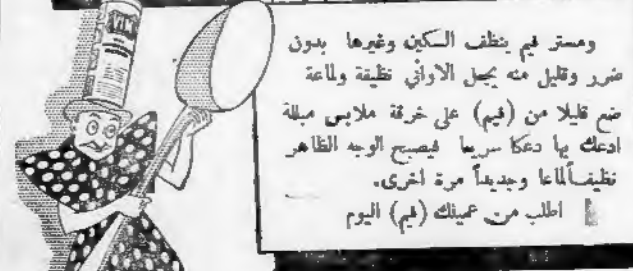 VIM
ومستر فيم ينظف السكين وغيرها بدون
ضرر وقليل منه يجعل الاواني نظيفة ولماعة
ضع قليلا من (فيم) على خرقة ملابس مبللة
ادعك بها دعكا سريعا فيصبح الوجه الظاهر
نظيفاً لماعا وجديداً مرة اخرى.
اطلب من عميلك (فيم) اليوم